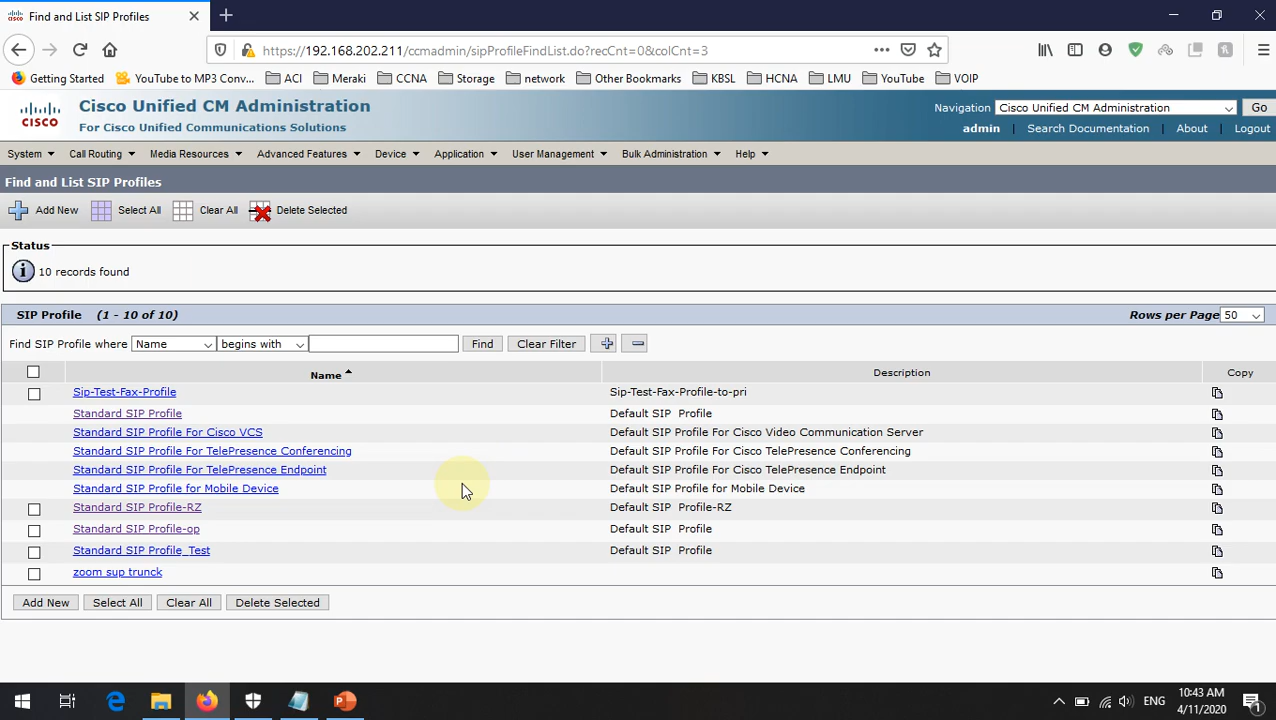 Find and List SIP Profiles
https://192.168.202.211/ccmadmin/sipProfileFindList.do?recCnt=0&colCnt=3
Getting Started YouTube to MP3 Conv... ACI Meraki CCNA Storage network Other Bookmarks KBSL HCNA LMU YouTube VOIP
CISCO
Cisco Unified CM Administration
For Cisco Unified Communications Solutions
Navigation Cisco Unified CM Administration Go
admin | Search Documentation | About | Logout
System Call Routing Media Resources Advanced Features Device Application User Management Bulk Administration Help
Find and List SIP Profiles
Add New Select All Clear All Delete Selected
Status
10 records found
SIP Profile (1 - 10 of 10) Rows per Page 50
Find SIP Profile where Name begins with Find Clear Filter
Name Description Copy
Sip-Test-Fax-Profile Sip-Test-Fax-Profile-to-pri
Standard SIP Profile Default SIP Profile
Standard SIP Profile For Cisco VCS Default SIP Profile For Cisco Video Communication Server
Standard SIP Profile For TelePresence Conferencing Default SIP Profile For Cisco TelePresence Conferencing
Standard SIP Profile For TelePresence Endpoint Default SIP Profile For Cisco TelePresence Endpoint
Standard SIP Profile for Mobile Device Default SIP Profile for Mobile Device
Standard SIP Profile-RZ Default SIP Profile-RZ
Standard SIP Profile-op Default SIP Profile
Standard SIP Profile_Test Default SIP Profile
zoom sup trunck
Add New Select All Clear All Delete Selected
ENG
10:43 AM
4/11/2020
1